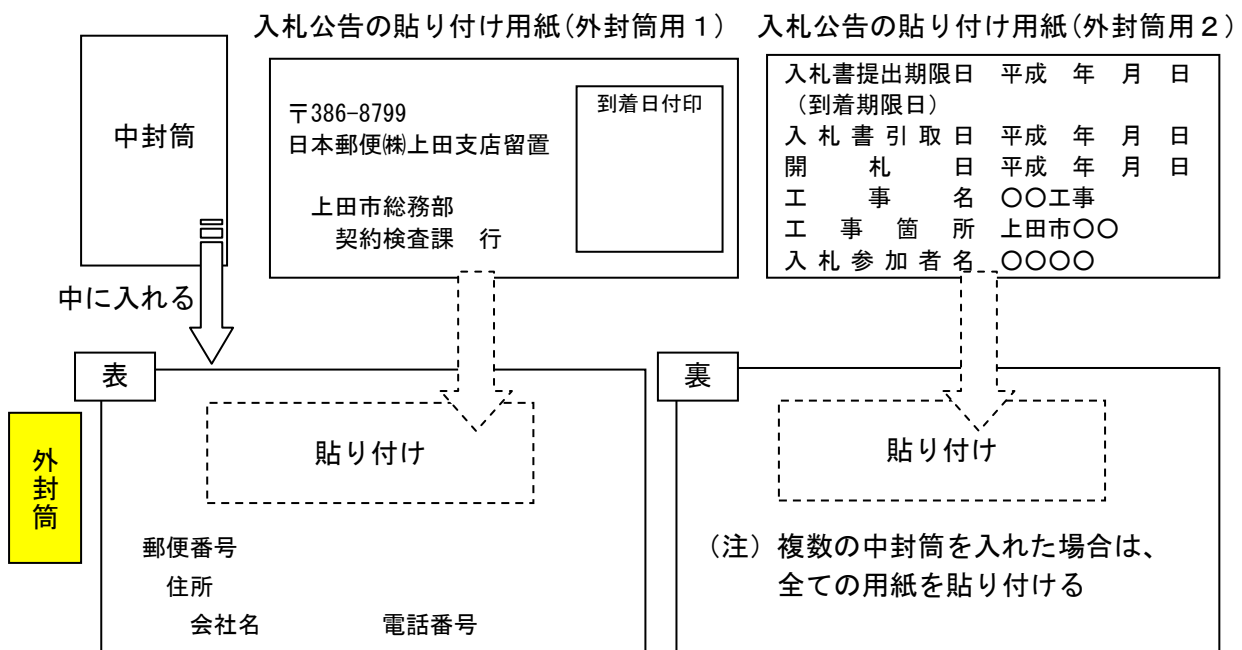 入札公告の貼り付け用紙(外封筒用１)
入札公告の貼り付け用紙(外封筒用２)
中封筒
〒386-8799
日本郵便㈱上田支店留置
上田市総務部
契約検査課 行
到着日付印
入札書提出期限日 平成 年 月 日
（到着期限日）
入札書引取日 平成 年 月 日
開札日 平成 年 月 日
工事名 〇〇工事
工事箇所 上田市〇〇
入札参加者名 〇〇〇〇
中に入れる
表
貼り付け
外封筒
郵便番号
住所
会社名 電話番号
裏
貼り付け
（注）複数の中封筒を入れた場合は、
全ての用紙を貼り付ける